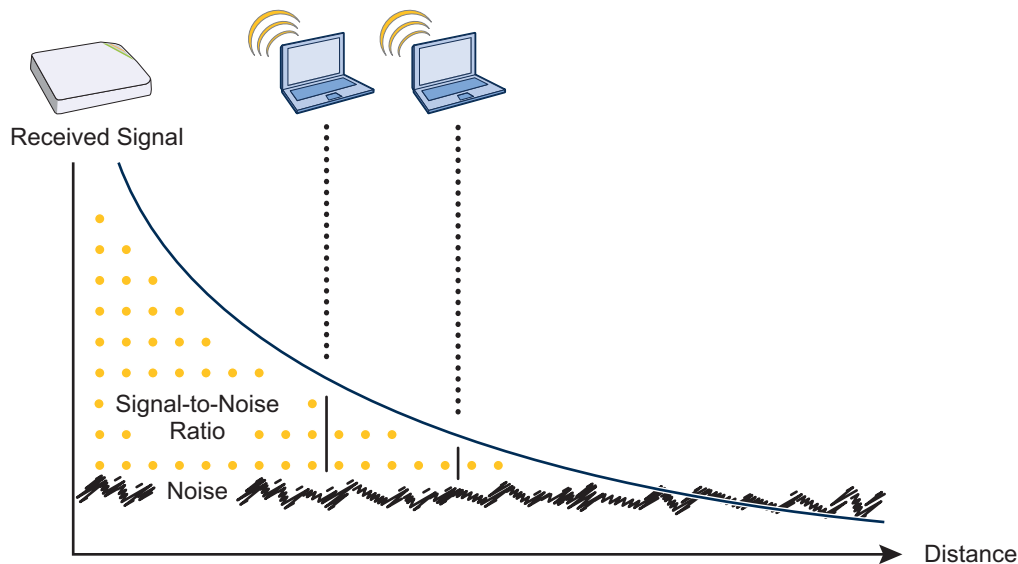 Received Signal
Signal-to-Noise
Ratio
Noise
Distance